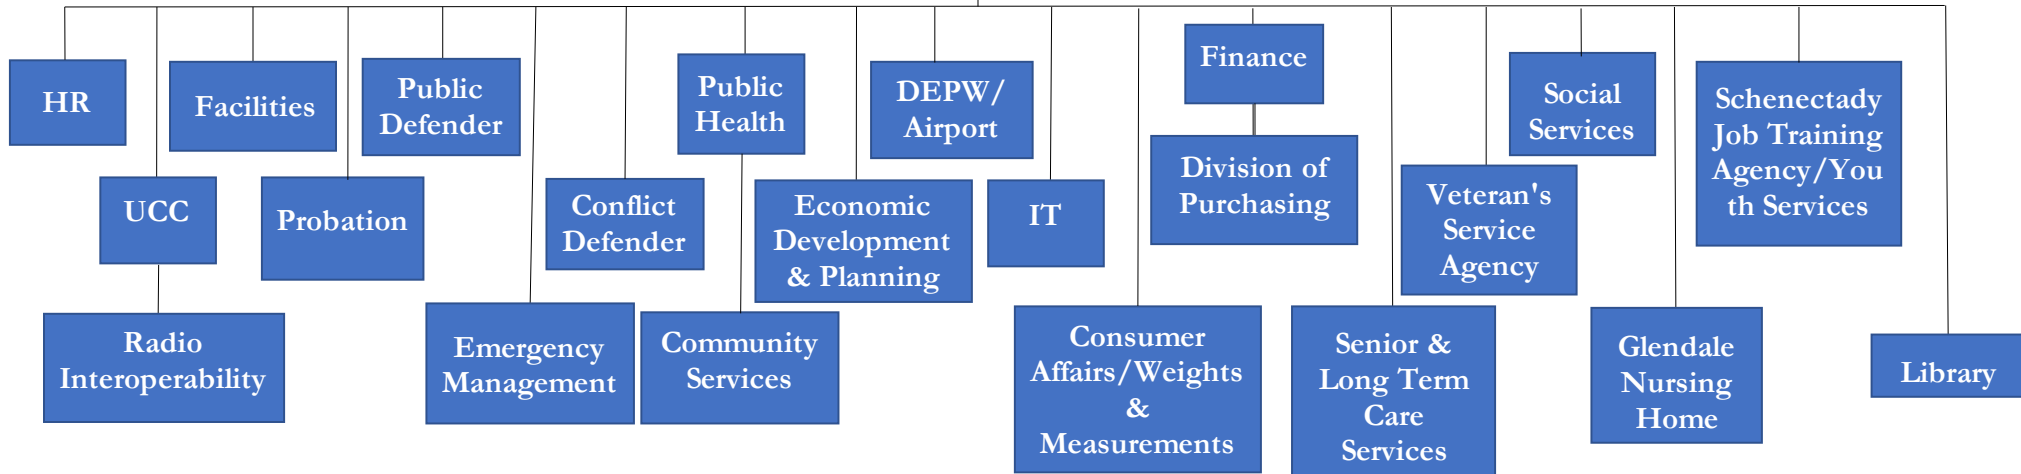 HR
UCC
Radio
Interoperability
Facilities
Probation
Public
Defender
Emergency
Management
Conflict
Defender
Public
Health
Community
Services
Economic
Development
& Planning
DEPW/
Airport
IT
Consumer
Affairs/Weights
&
Measurements
Finance
Division of
Purchasing
Senior &
Long Term
Care
Services
Veteran's
Service
Agency
Social
Services
Glendale
Nursing
Home
Schenectady
Job Training
Agency/You
th Services
Library